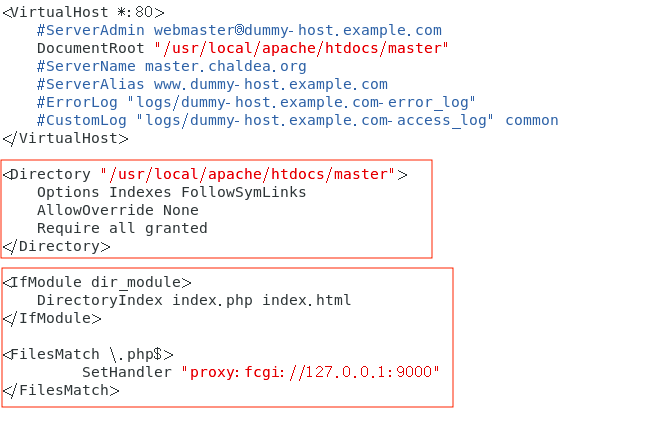 <VirtualHost *:80>
#ServerAdmin webmaster@dummy-host.example.com
DocumentRoot "/usr/local/apache/htdocs/master"
#ServerName master.chaldea.org
#ServerAlias www.dummy-host.example.com
#ErrorLog "logs/dummy-host.example.com-error_log"
#CustomLog "logs/dummy-host.example.com-access_log" common
</VirtualHost>
<Directory "/usr/local/apache/htdocs/master">
Options Indexes FollowSymLinks
AllowOverride None
Require all granted
</Directory>
<IfModule dir_module>
DirectoryIndex index.php index.html
</IfModule>
<FilesMatch \.php$>
SetHandler "proxy:fcgi://127.0.0.1:9000"
</FilesMatch>